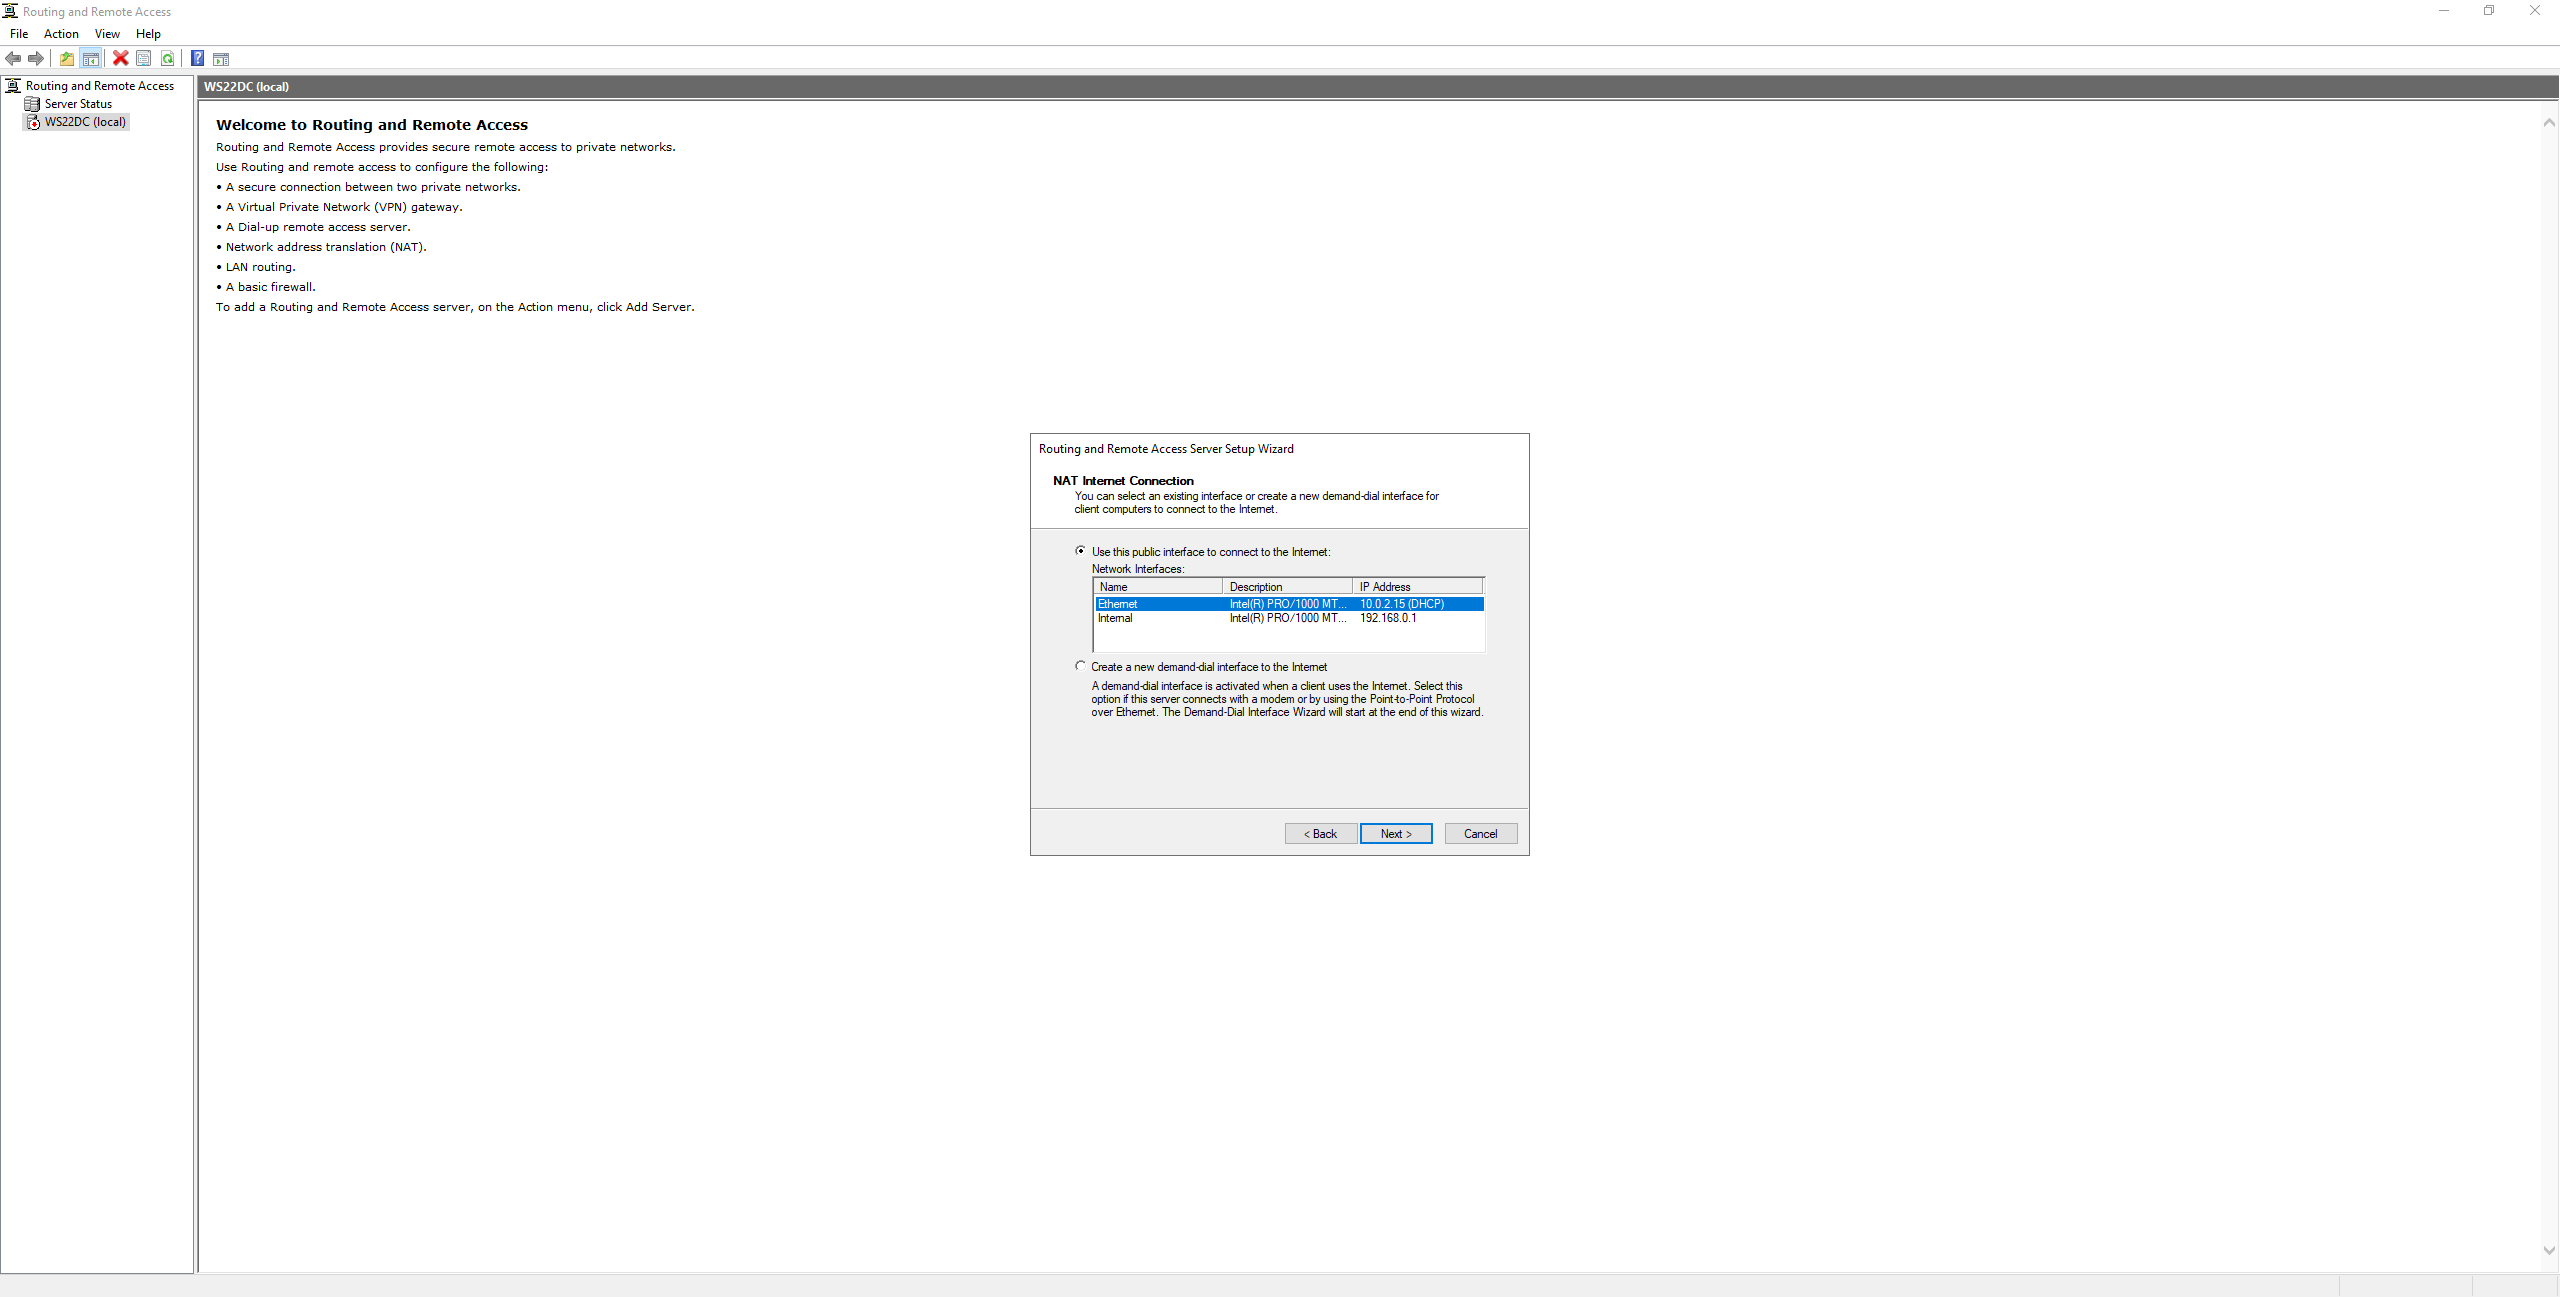 Routing and Remote Access
File Action View Help
Routing and Remote Access
Server Status
WS22DC (local)
WS22DC (local)
Welcome to Routing and Remote Access
Routing and Remote Access provides secure remote access to private networks.
Use Routing and remote access to configure the following:
• A secure connection between two private networks.
• A Virtual Private Network (VPN) gateway.
• A Dial-up remote access server.
• Network address translation (NAT).
• LAN routing.
• A basic firewall.
To add a Routing and Remote Access server, on the Action menu, click Add Server.
Routing and Remote Access Server Setup Wizard
NAT Internet Connection
You can select an existing interface or create a new demand-dial interface for
client computers to connect to the Internet.
Use this public interface to connect to the Internet:
Network Interfaces:
Name Description IP Address
Ethernet Intel(R) PRO/1000 MT... 10.0.2.15 (DHCP)
Internal Intel(R) PRO/1000 MT... 192.168.0.1
Create a new demand-dial interface to the Internet
A demand-dial interface is activated when a client uses the Internet. Select this
option if this server connects with a modem or by using the Point-to-Point Protocol
over Ethernet. The Demand-Dial Interface Wizard will start at the end of this wizard.
< Back Next > Cancel